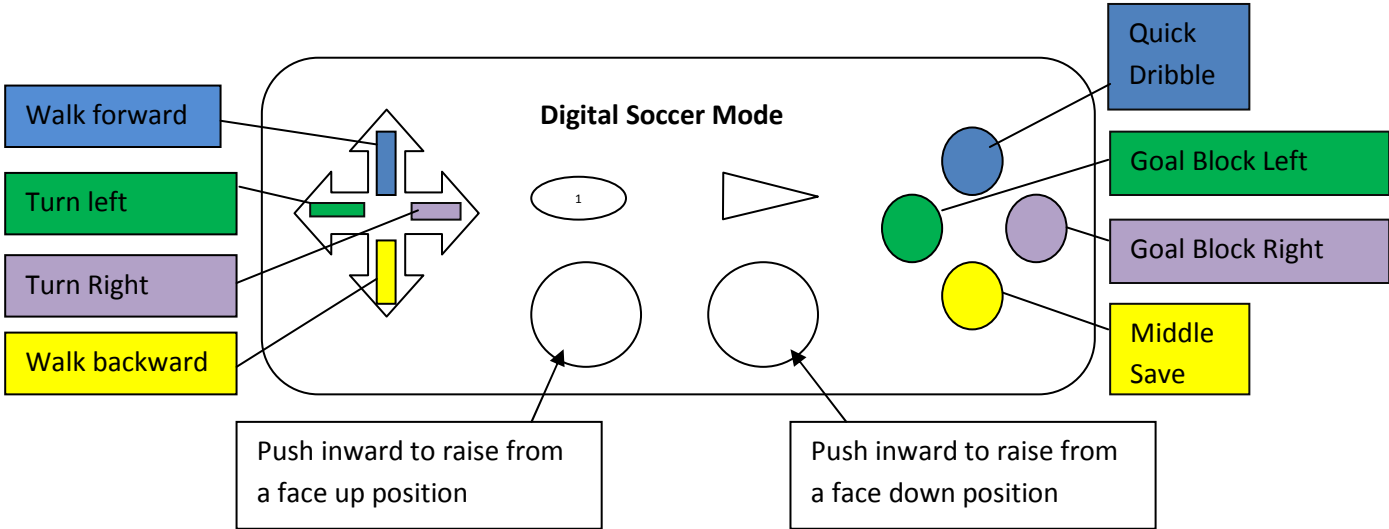 Quick
Dribble
Walk forward
Digital Soccer Mode
Goal Block Left
Turn left
1
Goal Block Right
Turn Right
Walk backward
Middle
Save
Push inward to raise from
a face up position
Push inward to raise from
a face down position